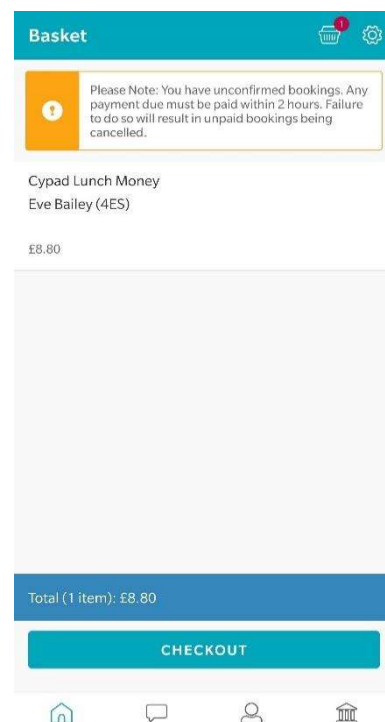 Basket
1
Please Note: You have unconfirmed bookings. Any
payment due must be paid within 2 hours. Failure
to do so will result in unpaid bookings being
cancelled.
Cypad Lunch Money
Eve Bailey (4ES)
£8.80
Total (1 item): £8.80
CHECKOUT